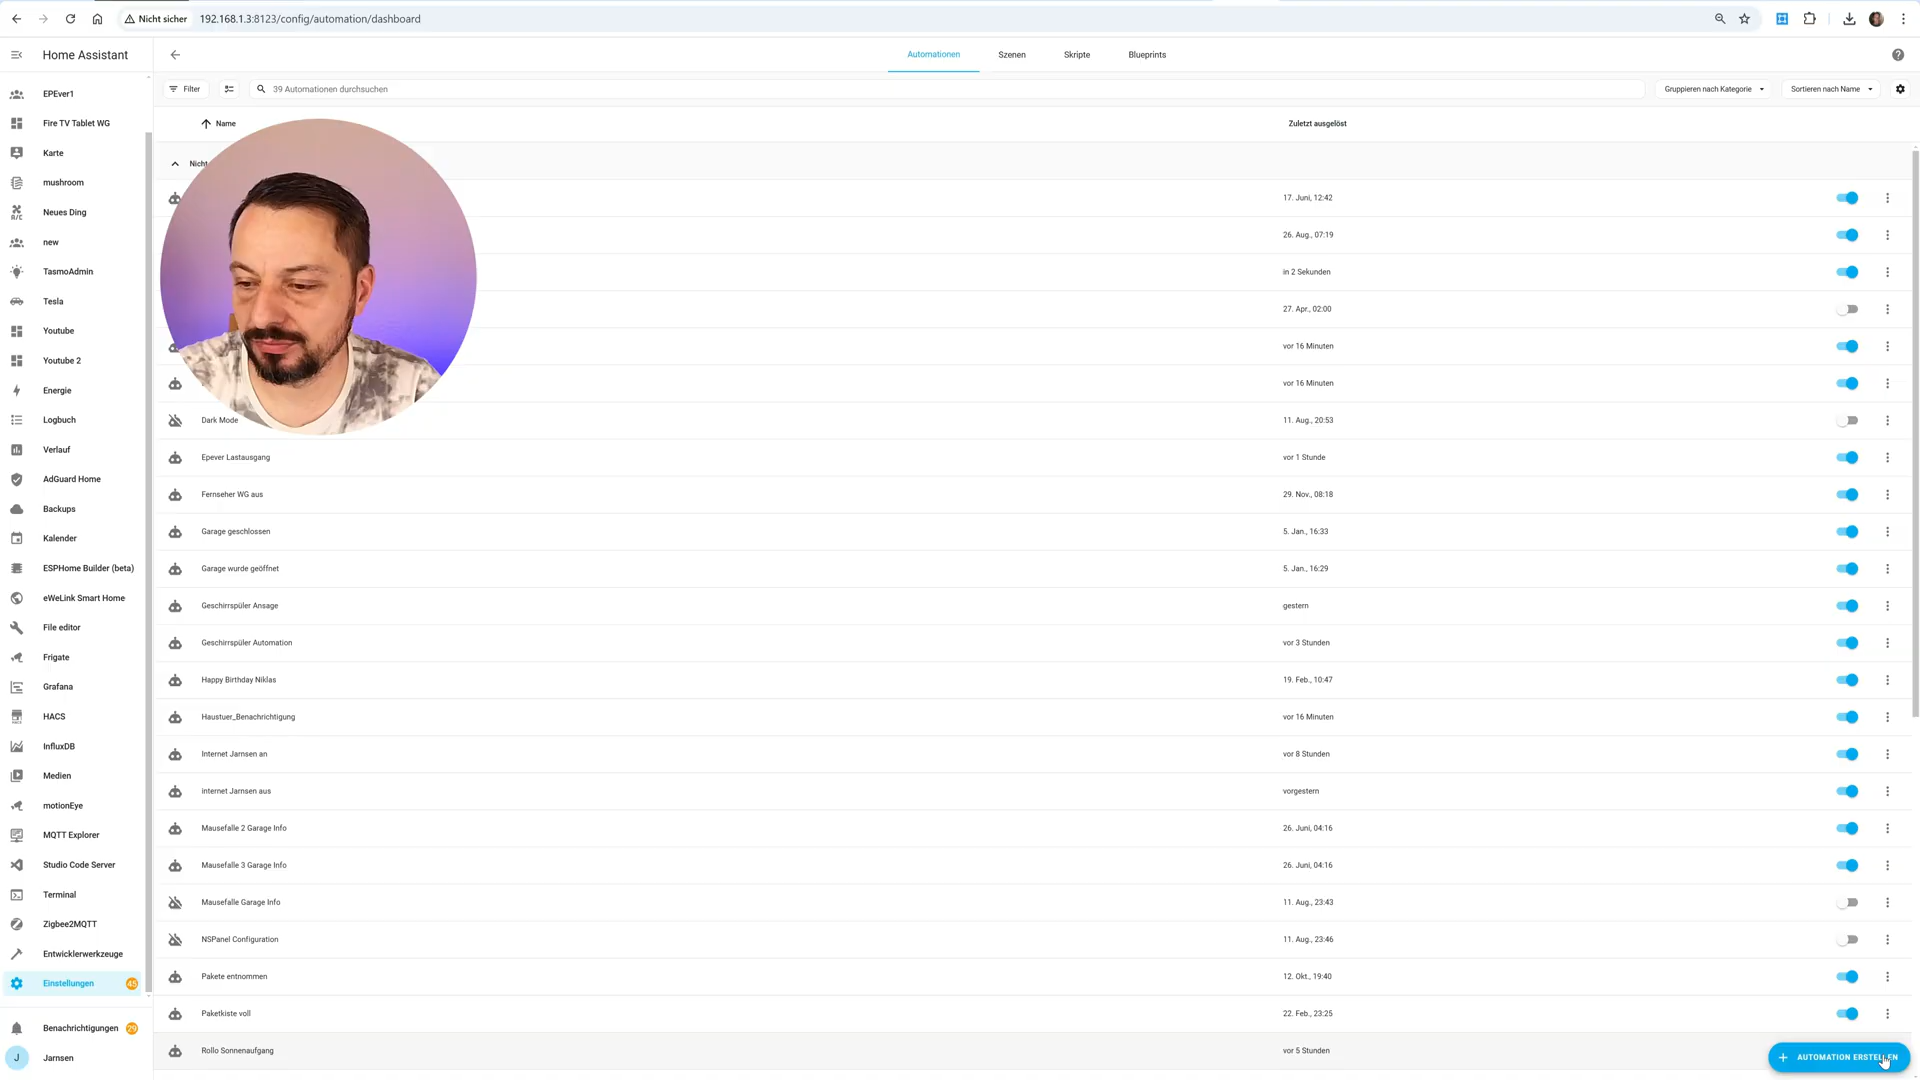 Nicht sicher
192.168.1.3:8123/config/automation/dashboard
Home Assistant
Automationen
Szenen
Skripte
Blueprints
Filter
39 Automationen durchsuchen
Gruppieren nach Kategorie
Sortieren nach Name
Name
Zuletzt ausgelöst
Nicht
EPEver1
Fire TV Tablet WG
Karte
mushroom
Neues Ding
new
TasmoAdmin
Tesla
Youtube
Youtube 2
Energie
Logbuch
Verlauf
AdGuard Home
Backups
Kalender
ESPHome Builder (beta)
eWeLink Smart Home
File editor
Frigate
Grafana
HACS
InfluxDB
Medien
motionEye
MQTT Explorer
Studio Code Server
Terminal
Zigbee2MQTT
Entwicklerwerkzeuge
Einstellungen 45
Benachrichtigungen 29
J Jarnsen
17. Juni, 12:42
26. Aug., 07:19
in 2 Sekunden
27. Apr., 02:00
vor 16 Minuten
vor 16 Minuten
Dark Mode 11. Aug., 20:53
Epever Lastausgang vor 1 Stunde
Fernseher WG aus 29. Nov., 08:18
Garage geschlossen 5. Jan., 16:33
Garage wurde geöffnet 5. Jan., 16:29
Geschirrspüler Ansage gestern
Geschirrspüler Automation vor 3 Stunden
Happy Birthday Niklas 19. Feb., 10:47
Haustuer_Benachrichtigung vor 16 Minuten
Internet Jarnsen an vor 8 Stunden
internet Jarnsen aus vorgestern
Mausefalle 2 Garage Info 26. Juni, 04:16
Mausefalle 3 Garage Info 26. Juni, 04:16
Mausefalle Garage Info 11. Aug., 23:43
NSPanel Configuration 11. Aug., 23:46
Pakete entnommen 12. Okt., 19:40
Paketkiste voll 22. Feb., 23:25
Rollo Sonnenaufgang vor 5 Stunden
AUTOMATION ERSTELLEN